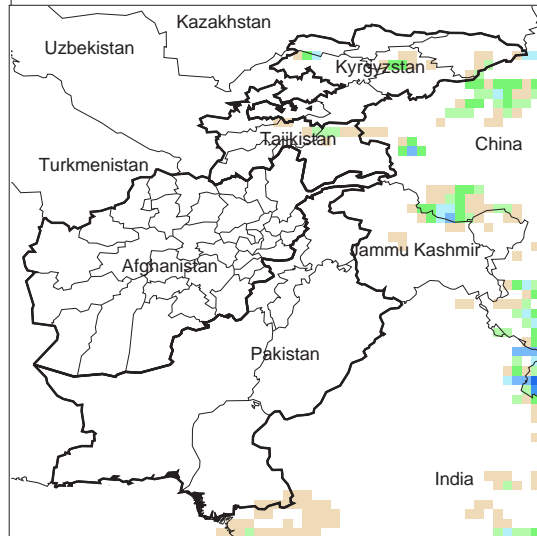 Kazakhstan
Uzbekistan
Kyrgyzstan
Tajikistan
China
Turkmenistan
Jammu Kashmir
Afghanistan
Pakistan
India